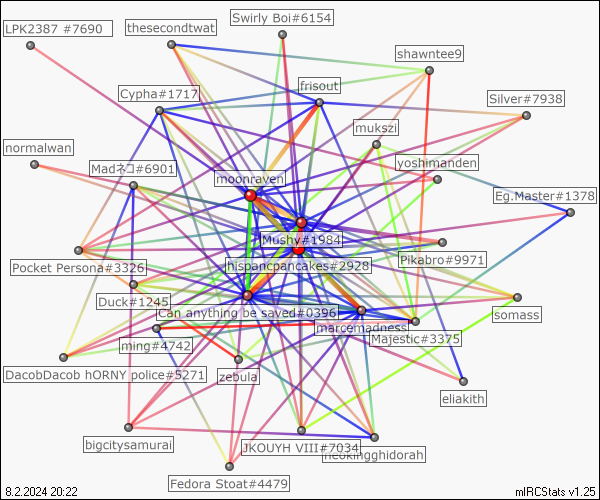 Swirly Boi#6154
LPK2387 #7690
thesecondtwat
shawntee9
frisout
Cypha#1717
Silver#7938
mukszi
normalwan
yoshimanden
Madネコ#6901
moonraven
Eg.Master#1378
Mushy#1984
Pikabro#9971
Pocket Persona#3326
hispancpancakes#2928
Duck#1245
Can anything be saved#0396
somass
marcemadness
Majestic#3375
ming#4742
DacobDacob hORNY police#5271
zebula
eliakith
bigcitysamurai
JKOUYH VIII#7034
neokingghidorah
Fedora Stoat#4479
8.2.2024 20:22
mIRCStats v1.25